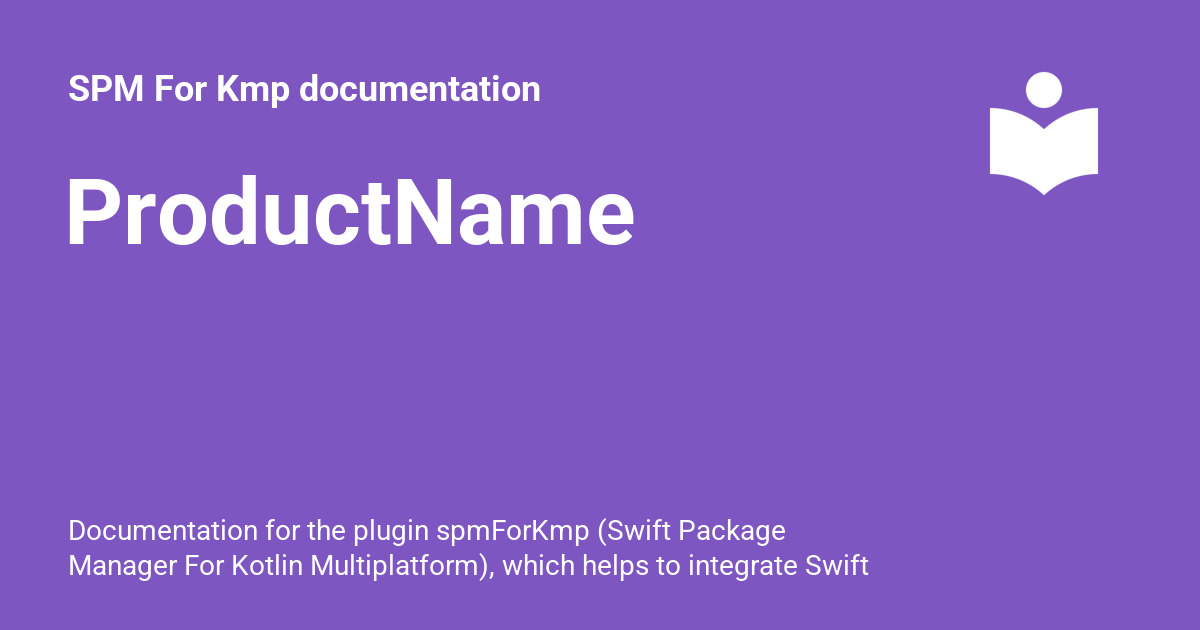 SPM For Kmp documentation
ProductName
Documentation for the plugin spmForKmp (Swift Package
Manager For Kotlin Multiplatform), which helps to integrate Swift